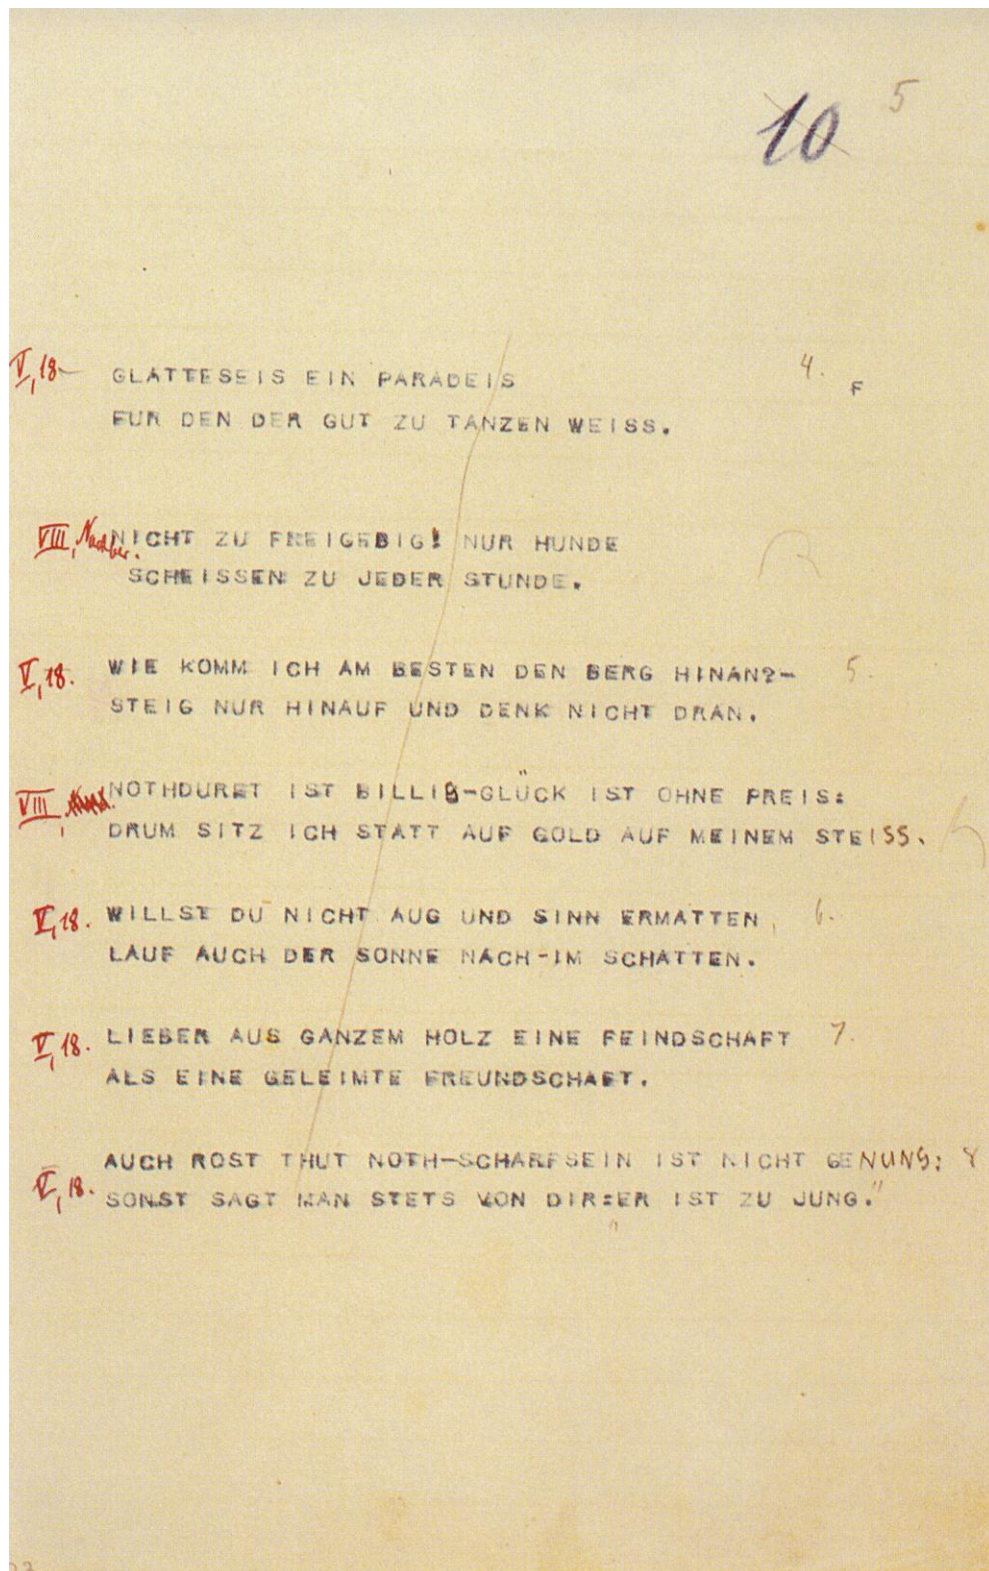 10 5
V, 18- GLATTESEIS EIN PARADEIS 4. F
FUR DEN DER GUT ZU TANZEN WEISS.
VIII, Nachber. NICHT ZU FREIGEBIG! NUR HUNDE
SCHEISSEN ZU JEDER STUNDE.
V, 18. WIE KOMM ICH AM BESTEN DEN BERG HINAN?- 5.
STEIG NUR HINAUF UND DENK NICHT DRAN.
VIII, NOTHDURFT IST BILLIG-GLÜCK IST OHNE PREIS:
DRUM SITZ ICH STATT AUF GOLD AUF MEINEM STEISS.
V, 18. WILLST DU NICHT AUG UND SINN ERMATTEN, 6.
LAUF AUCH DER SONNE NACH-IM SCHATTEN.
V, 18. LIEBER AUS GANZEM HOLZ EINE FEINDSCHAFT 7.
ALS EINE GELEIMTE FREUNDSCHAFT.
V, 18. AUCH ROST THUT NOTH-SCHARFSEIN IST NICHT GENUNG: 8
SONST SAGT MAN STETS VON DIR:"ER IST ZU JUNG."